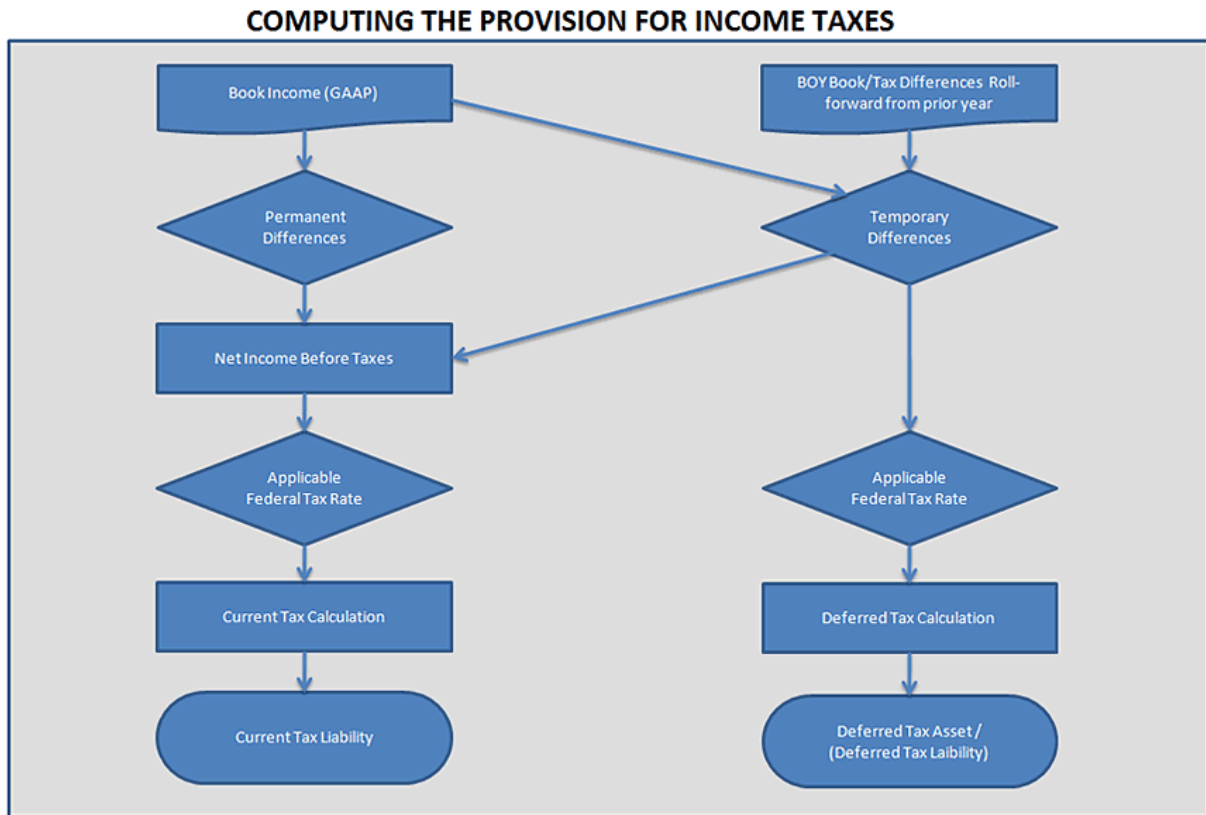 COMPUTING THE PROVISION FOR INCOME TAXES
Book Income (GAAP)
BOY Book/Tax Differences Roll-
forward from prior year
Permanent
Differences
Temporary
Differences
Net Income Before Taxes
Applicable
Federal Tax Rate
Applicable
Federal Tax Rate
Current Tax Calculation
Deferred Tax Calculation
Current Tax Liability
Deferred Tax Asset /
(Deferred Tax Laibility)